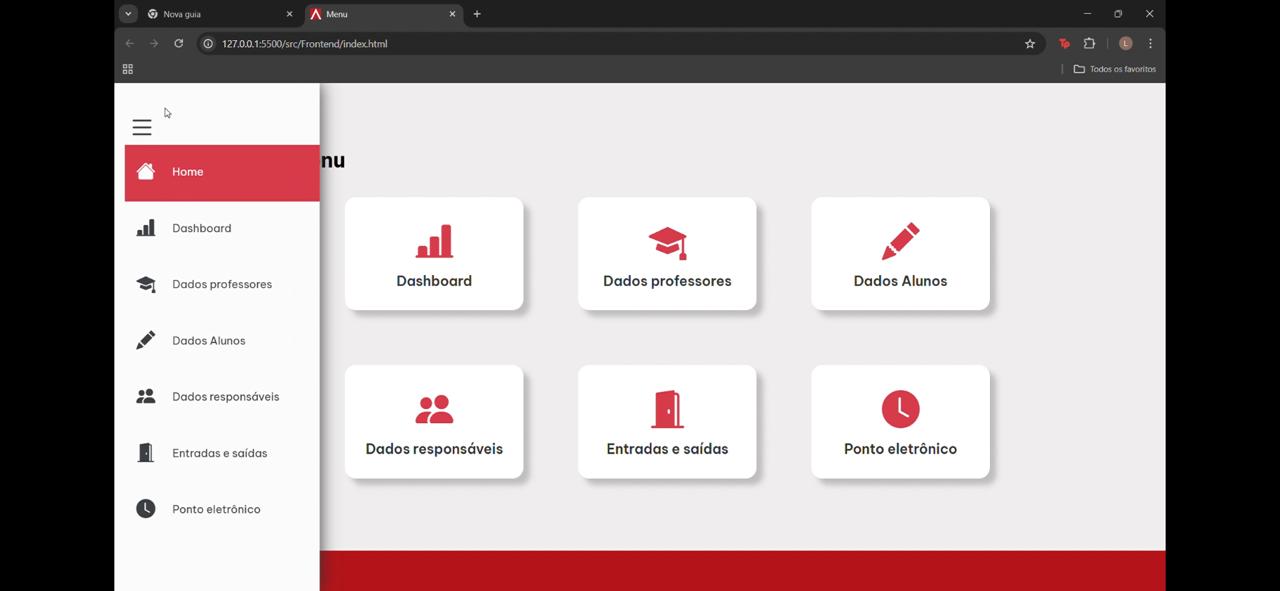 Nova guia
Menu
127.0.0.1:5500/src/Frontend/index.html
L
Todos os favoritos
nu
Home
Dashboard
Dados professores
Dados Alunos
Dados responsáveis
Entradas e saídas
Ponto eletrônico
Dashboard
Dados professores
Dados Alunos
Dados responsáveis
Entradas e saídas
Ponto eletrônico